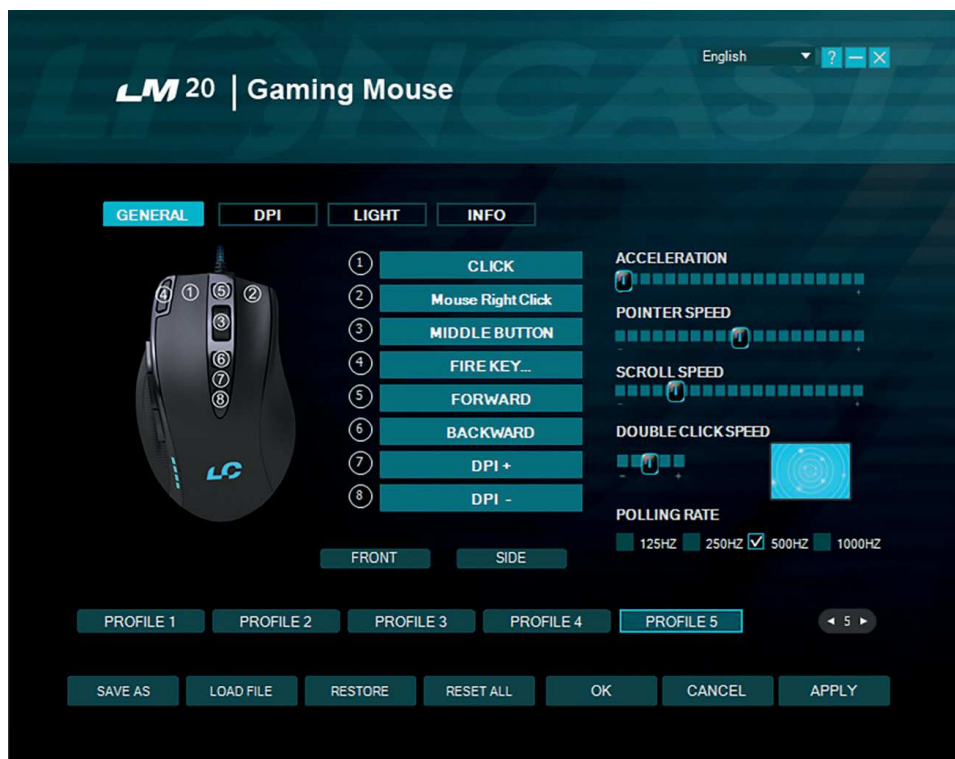 LIONCAST
English
?
LM 20 | Gaming Mouse
GENERAL DPI LIGHT INFO
4 1 5 2
3
6
7
8
LC
1 CLICK
2 Mouse Right Click
3 MIDDLE BUTTON
4 FIRE KEY...
5 FORWARD
6 BACKWARD
7 DPI +
8 DPI -
FRONT SIDE
ACCELERATION
- +
POINTER SPEED
- +
SCROLL SPEED
- +
DOUBLE CLICK SPEED
- +
POLLING RATE
125HZ 250HZ 500HZ 1000HZ
PROFILE 1 PROFILE 2 PROFILE 3 PROFILE 4 PROFILE 5 5
SAVE AS LOAD FILE RESTORE RESET ALL OK CANCEL APPLY